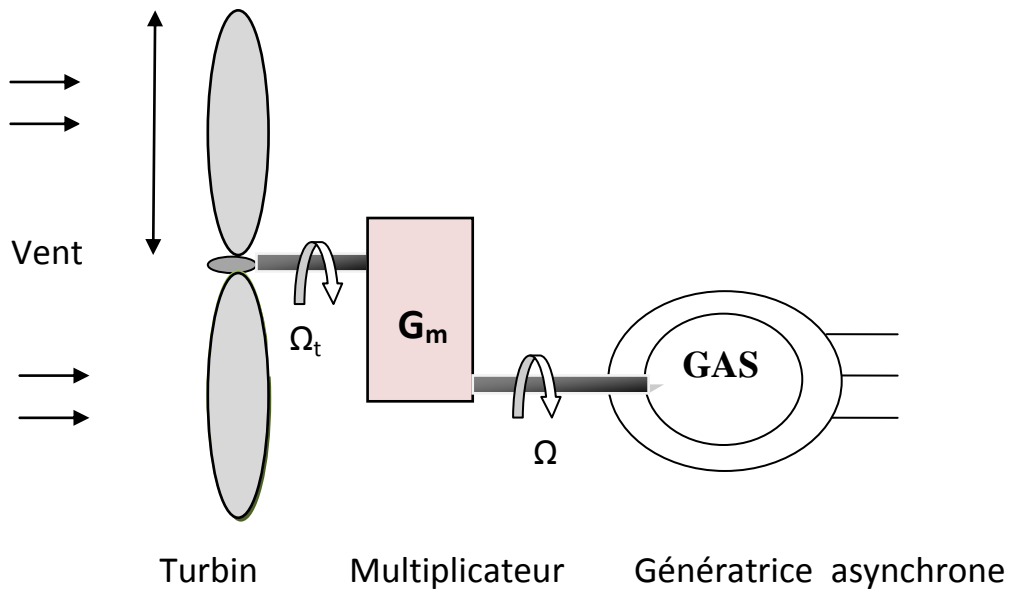 Vent
Ωt
Gm
GAS
Ω
Turbin
Multiplicateur
Génératrice asynchrone